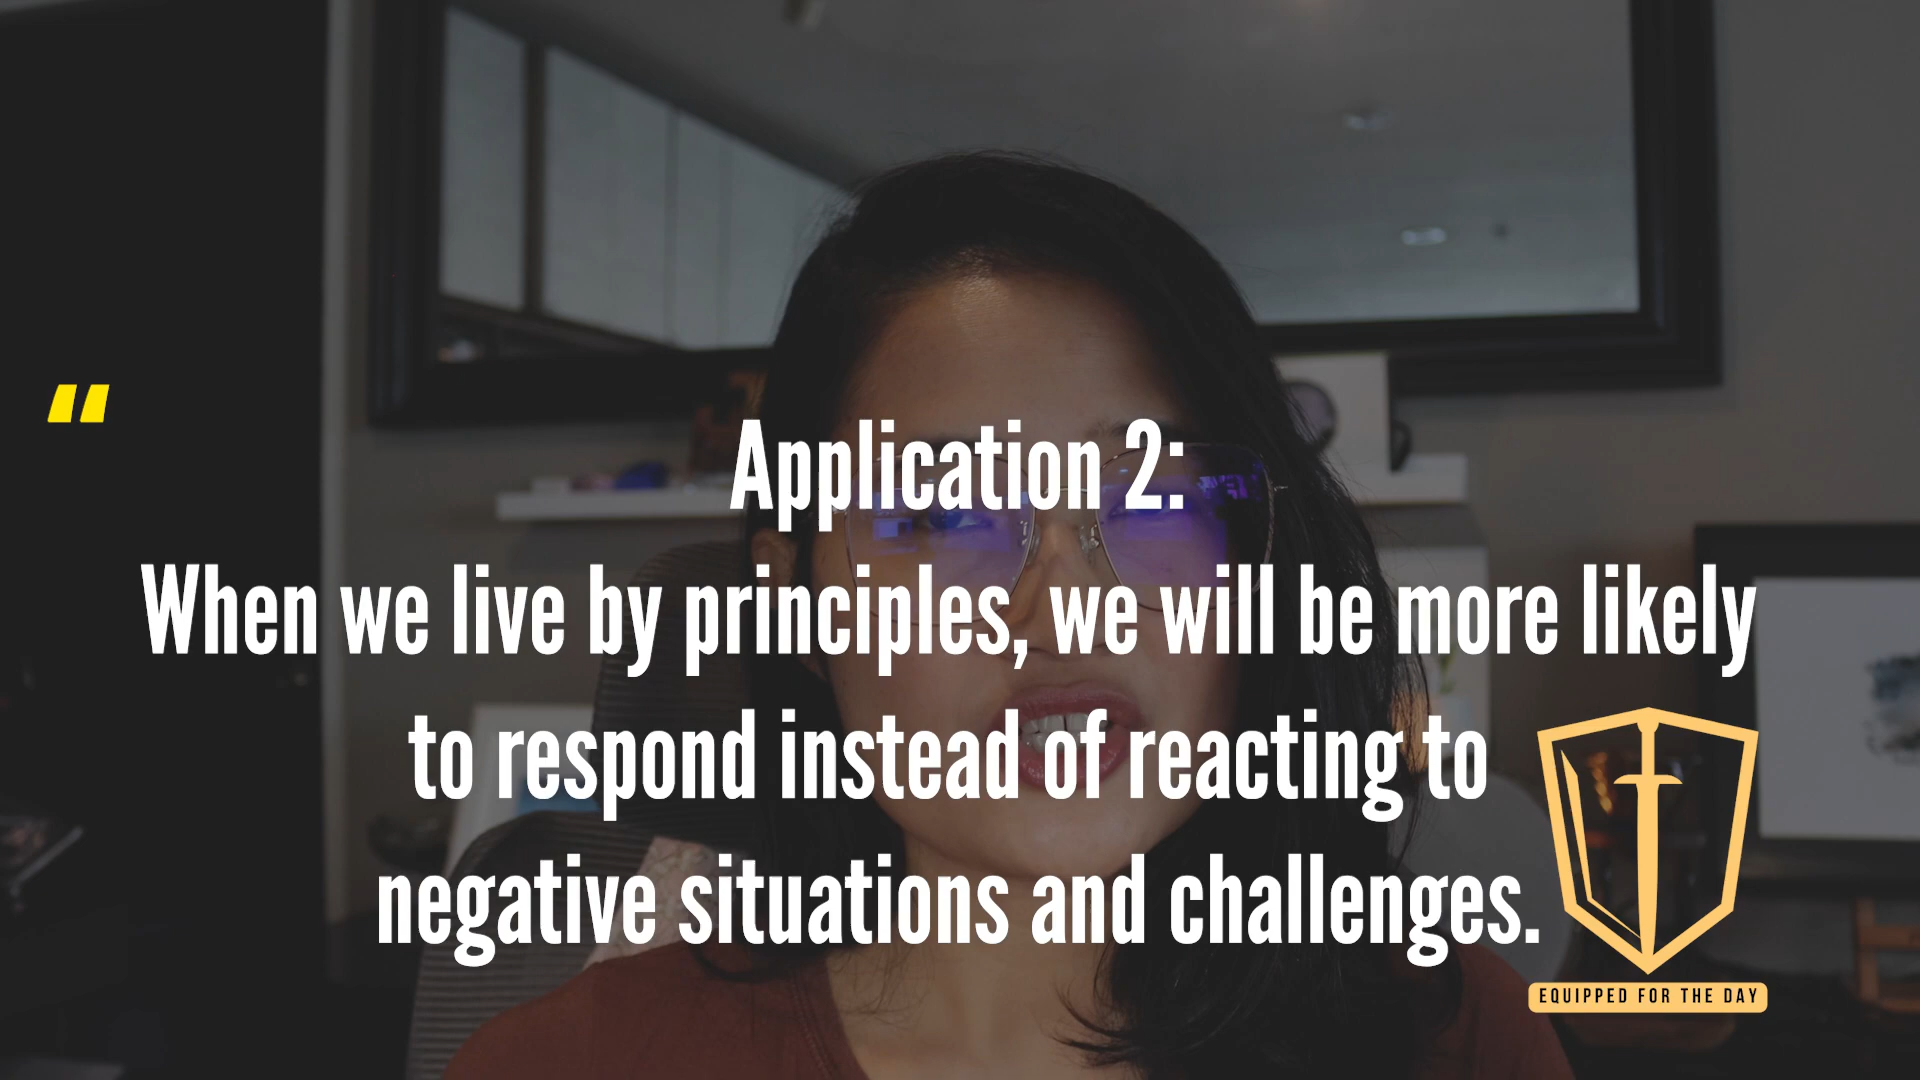 “
Application 2:
When we live by principles, we will be more likely
to respond instead of reacting to
negative situations and challenges.
EQUIPPED FOR THE DAY